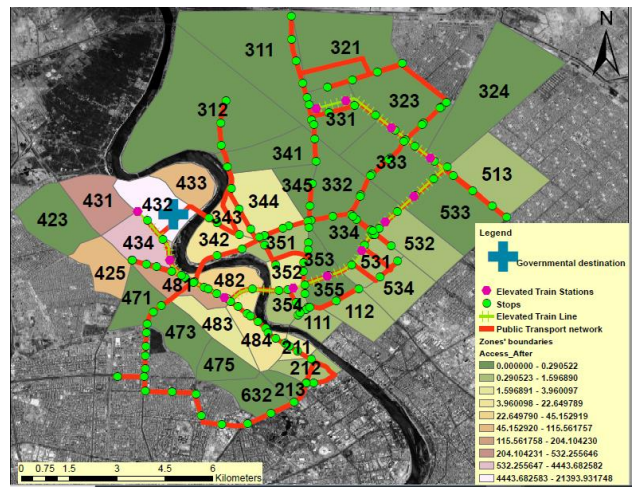 N
311
321
324
312
323
331
341
333
513
433
431
432
344
345
332
533
423
343
434
342
351
334
532
425
353
352
531
481
482
534
471
354
355
112
111
473
483
484
211
475
212
632
213
Legend
Governmental destination
Elevated Train Stations
Stops
Elevated Train Line
Public Transport network
Zones' boundaries
Access_After
0.000000 - 0.290522
0.290523 - 1.596890
1.596891 - 3.960097
3.960098 - 22.649789
22.649790 - 45.152919
45.152920 - 115.561757
115.561758 - 204.104230
204.104231 - 532.255646
532.255647 - 4443.682582
4443.682583 - 21393.931748
0 0.75 1.5 3 4.5 6
Kilometers